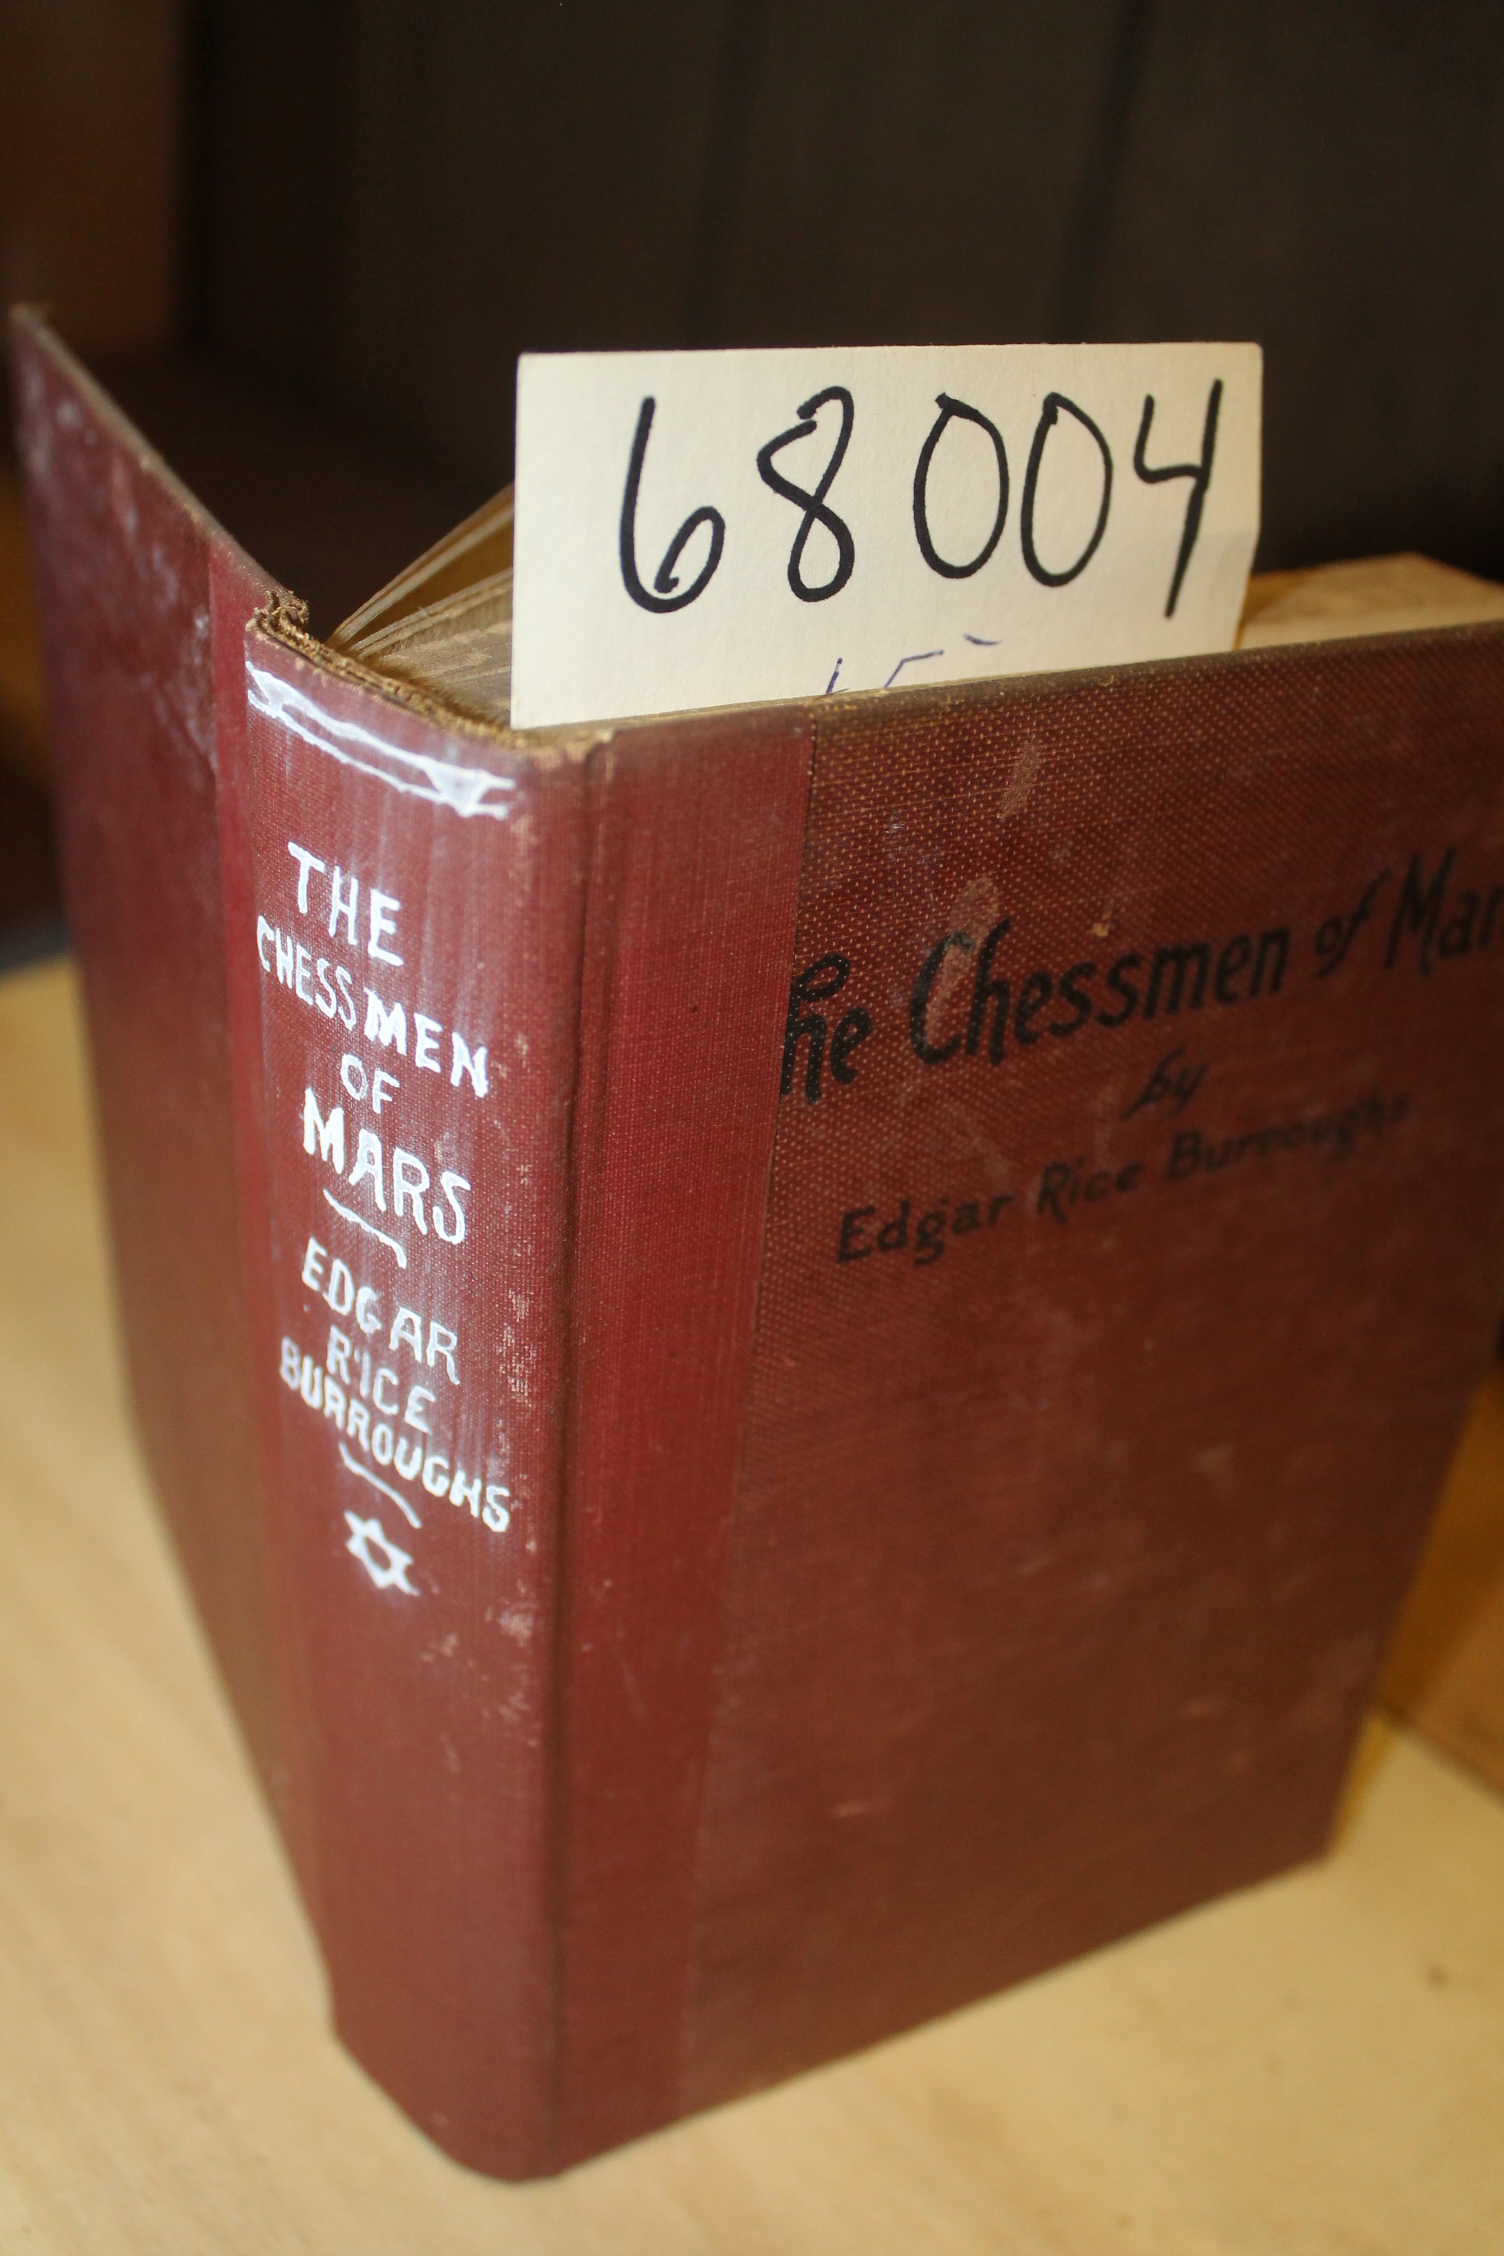 68004
THE
CHESSMEN
OF
MARS
EDGAR
RICE
BURROUGHS
he Chessmen of Mar
by
Edgar Rice Burroughs